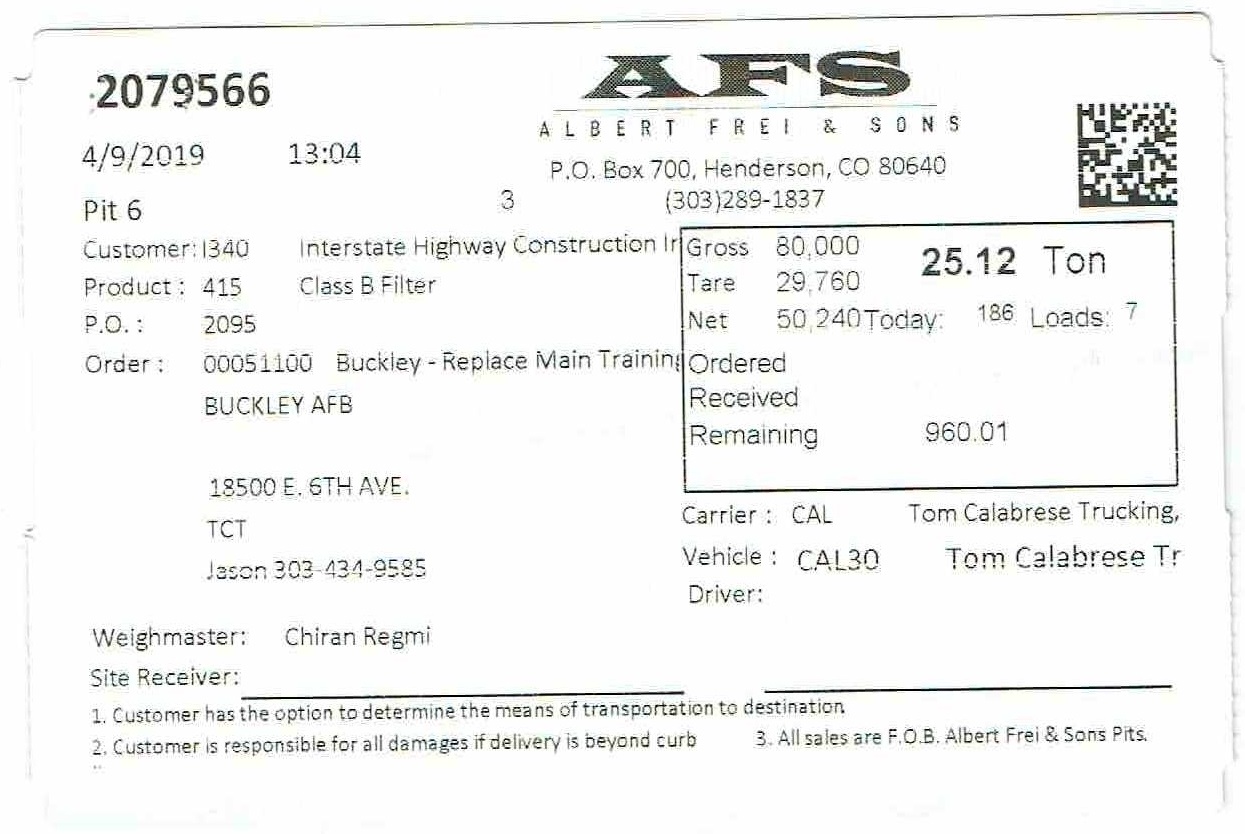 2079566
AFS
ALBERT FREI & SONS
4/9/2019 13:04
P.O. Box 700, Henderson, CO 80640
Pit 6 3 (303)289-1837
Customer: I340 Interstate Highway Construction Ir
Gross 80,000 25.12 Ton
Product : 415 Class B Filter
Tare 29,760
P.O. : 2095
Net 50,240 Today: 186 Loads: 7
Order : 00051100 Buckley - Replace Main Training
Ordered
BUCKLEY AFB
Received
Remaining 960.01
18500 E. 6TH AVE.
Carrier : CAL Tom Calabrese Trucking,
TCT
Vehicle : CAL30 Tom Calabrese Tr
Jason 303-434-9585
Driver:
Weighmaster: Chiran Regmi
Site Receiver:
1. Customer has the option to determine the means of transportation to destination
2. Customer is responsible for all damages if delivery is beyond curb 3. All sales are F.O.B. Albert Frei & Sons Pits.